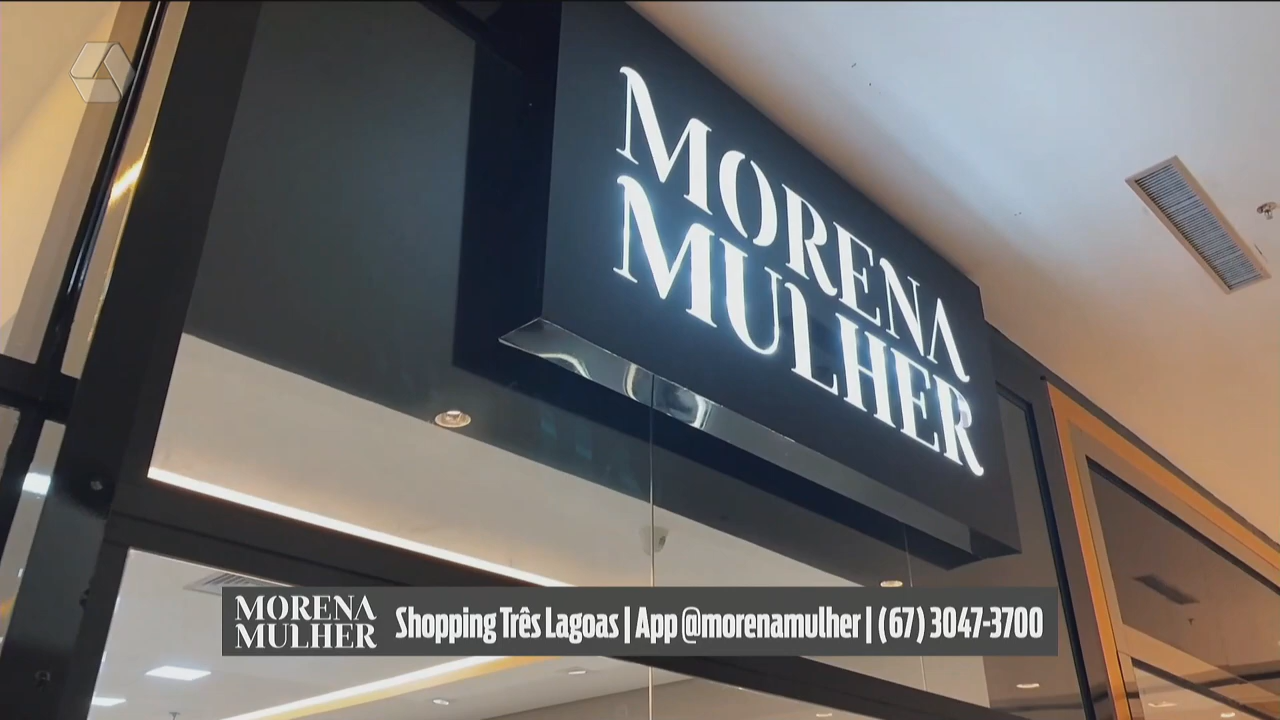 MORENA
MULHER
MORENA
MULHER
Shopping Três Lagoas | App @morenamulher | (67) 3047-3700